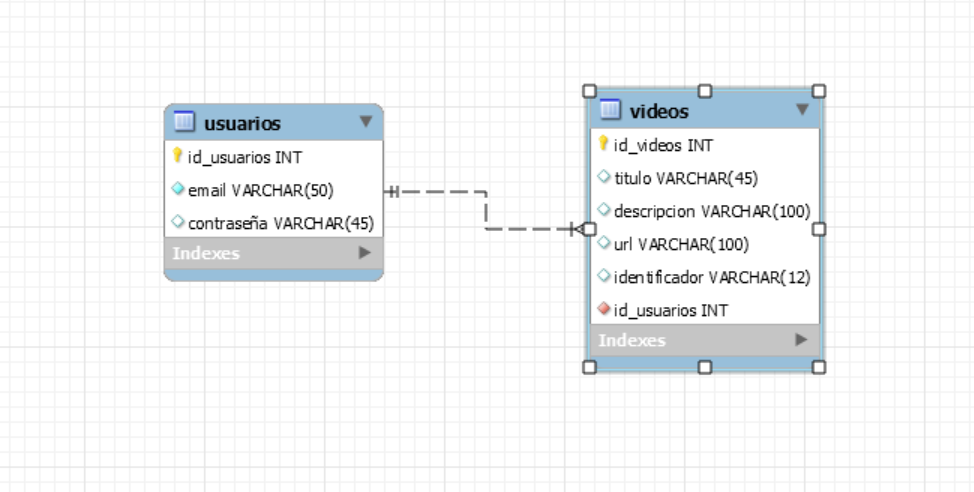 usuarios
id_usuarios INT
email VARCHAR(50)
contraseña VARCHAR(45)
Indexes
videos
id_videos INT
titulo VARCHAR(45)
descripcion VARCHAR(100)
url VARCHAR(100)
identificador VARCHAR(12)
id_usuarios INT
Indexes